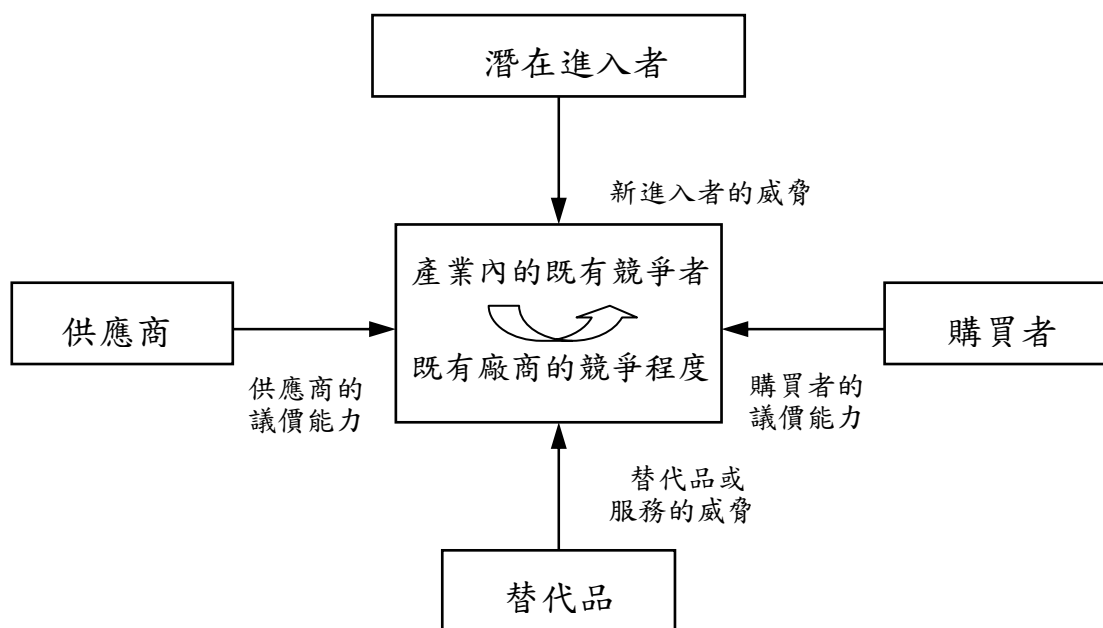 潛在進入者
新進入者的威脅
產業內的既有競爭者
供應商
購買者
既有廠商的競爭程度
供應商的
議價能力
購買者的
議價能力
替代品或
服務的威脅
替代品